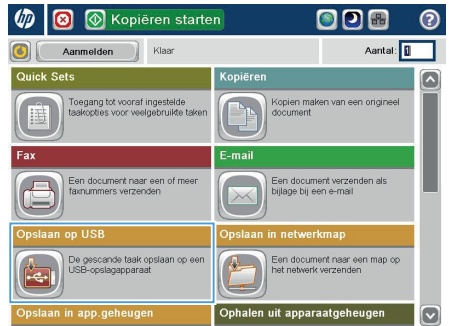 hp Kopiëren starten ?
Anmelden Klaar Aantal: 1
Quick Sets
Toegang tot vooraf ingestelde
taakopties voor veelgebruikte taken
Kopiëren
Kopien maken van een origineel
document
Fax
Een document naar een of meer
faxnummers verzenden
E-mail
Een document verzenden als
bijlage bij een e-mail
Opslaan op USB
De gescande taak opslaan op een
USB-opslagapparaat
Opslaan in netwerkmap
Een document naar een map op
het netwerk verzenden
Opslaan in app.geheugen
Ophalen uit apparaatgeheugen